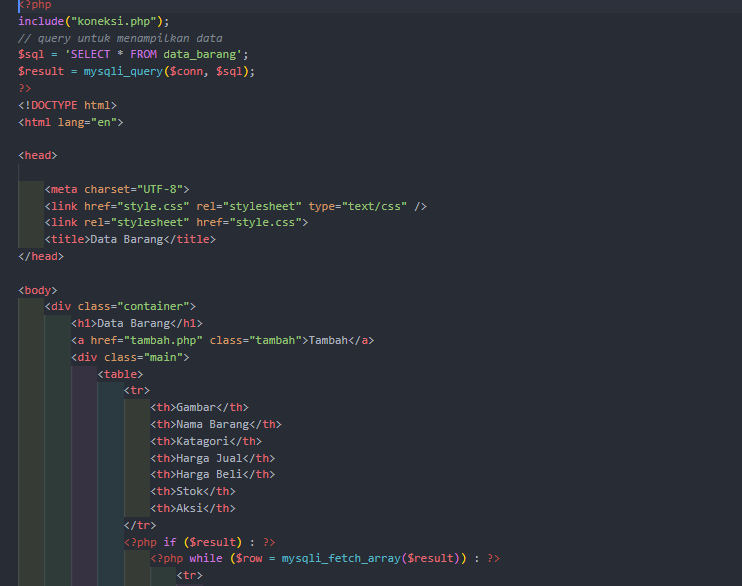 <?php
include("koneksi.php");
// query untuk menampilkan data
$sql = 'SELECT * FROM data_barang';
$result = mysqli_query($conn, $sql);
?>
<!DOCTYPE html>
<html lang="en">
<head>
<meta charset="UTF-8">
<link href="style.css" rel="stylesheet" type="text/css" />
<link rel="stylesheet" href="style.css">
<title>Data Barang</title>
</head>
<body>
<div class="container">
<h1>Data Barang</h1>
<a href="tambah.php" class="tambah">Tambah</a>
<div class="main">
<table>
<tr>
<th>Gambar</th>
<th>Nama Barang</th>
<th>Katagori</th>
<th>Harga Jual</th>
<th>Harga Beli</th>
<th>Stok</th>
<th>Aksi</th>
</tr>
<?php if ($result) : ?>
<?php while ($row = mysqli_fetch_array($result)) : ?>
<tr>